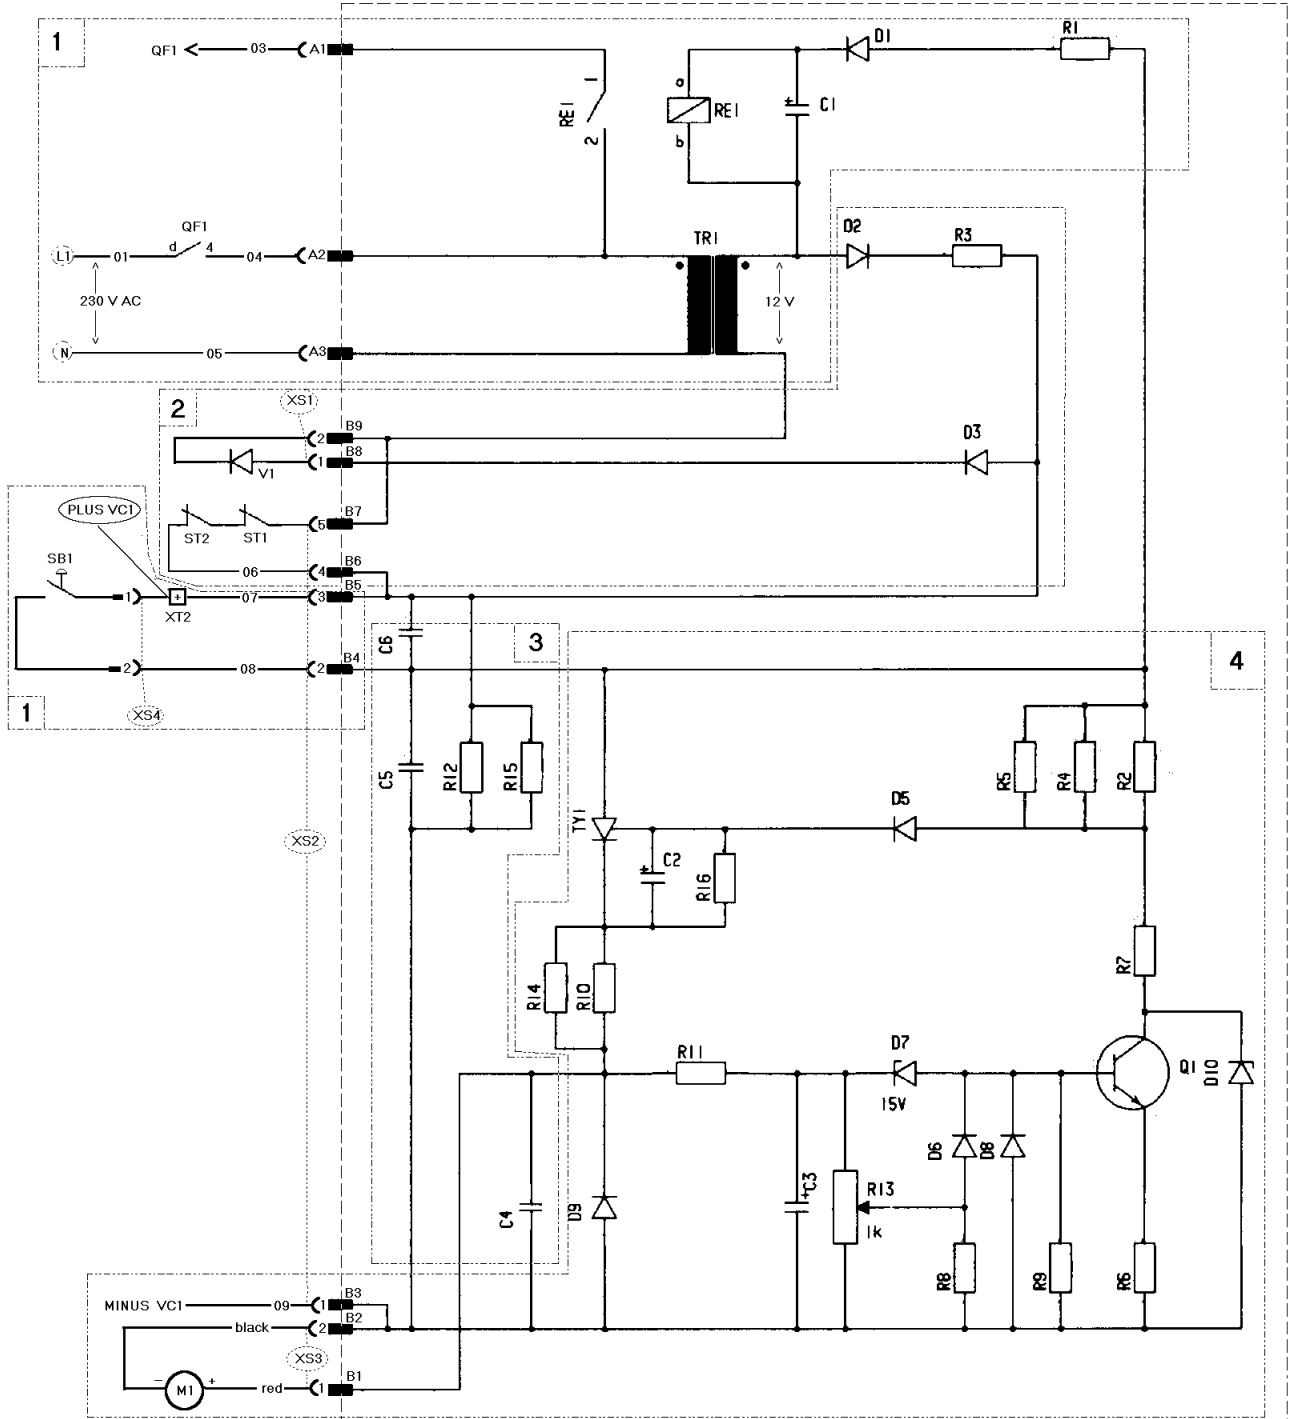 1
QF1
03
A1
RE1
1
2
a
RE1
b
C1
+
D1
R1
L1
01
QF1
d
4
04
A2
TR1
D2
R3
230 V AC
12 V
N
05
A3
2
XS1
2
B9
V1
1
B8
D3
PLUS VC1
ST2
ST1
5
B7
SB1
06
4
B6
1
+
XT2
07
3
B5
C6
3
4
2
08
2
B4
1
XS4
C5
R12
R15
TY1
R5
R4
R2
D5
XS2
+
C2
R16
R7
R14
R10
R11
D7
15V
Q1
D10
D6
D8
+
C3
R13
1k
C4
D9
R8
R9
R6
MINUS VC1
09
1
B3
black
2
B2
XS3
-
M1
+
red
1
B1